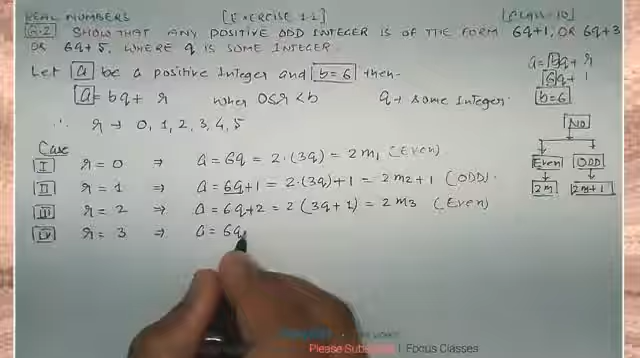 REAL NUMBERS [EXERCISE 1.1] [CLASS-10]
Q.2 SHOW THAT ANY POSITIVE ODD INTEGER IS OF THE FORM 6q+1, OR 6q+3
OR 6q+5, WHERE q IS SOME INTEGER.
Let a be a positive Integer and b=6 then-
a = bq + r when 0≤r<b q → some Integer.
∴ r → 0, 1, 2, 3, 4, 5
a = bq + r
6q + 1
b=6
NO
Even ODD
2m 2m+1
Case
I r = 0 ⇒ a = 6q = 2·(3q) = 2m1 (Even)
II r = 1 ⇒ a = 6q+1 = 2·(3q)+1 = 2m2+1 (ODD).
III r = 2 ⇒ a = 6q+2 = 2(3q+1) = 2m3 (Even)
IV r = 3 ⇒ a = 6q
Please Subscribe | Focus Classes